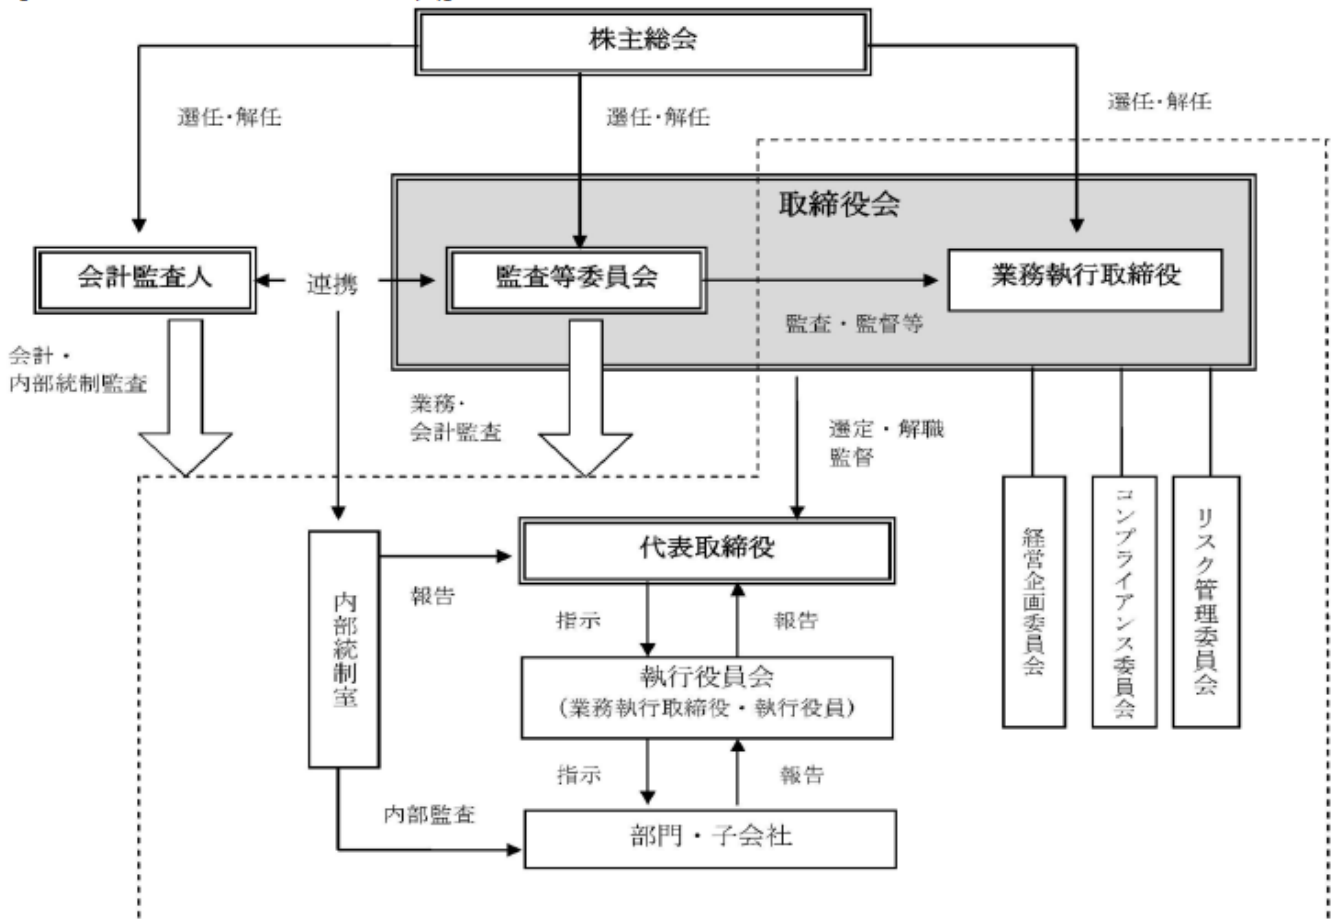 株主総会
選任・解任
選任・解任
選任・解任
取締役会
会計監査人
連携
監査等委員会
業務執行取締役
監査・監督等
会計・
内部統制監査
業務・
会計監査
選定・解職
監督
代表取締役
報告
指示
報告
内部統制室
執行役員会
(業務執行取締役・執行役員)
経営企画委員会
コンプライアンス委員会
リスク管理委員会
指示
報告
内部監査
部門・子会社